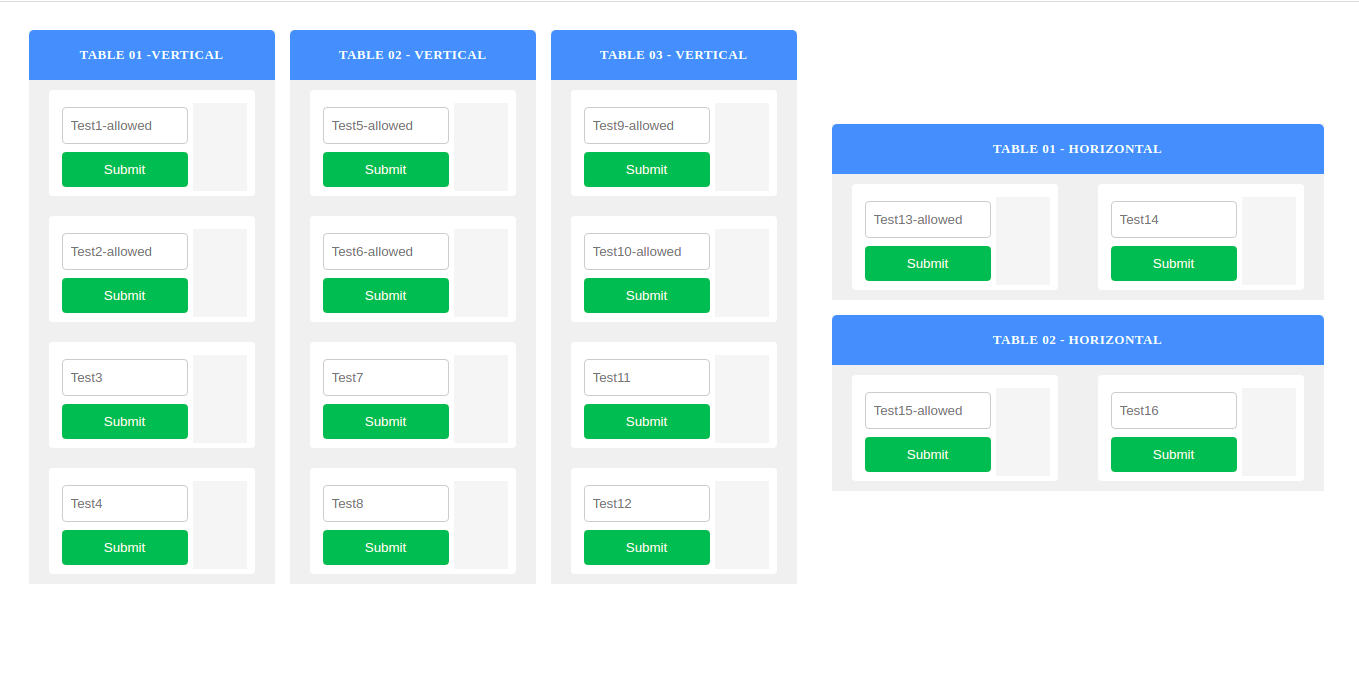 TABLE 01 -VERTICAL
Test1-allowed
Submit
Test2-allowed
Submit
Test3
Submit
Test4
Submit
TABLE 02 - VERTICAL
Test5-allowed
Submit
Test6-allowed
Submit
Test7
Submit
Test8
Submit
TABLE 03 - VERTICAL
Test9-allowed
Submit
Test10-allowed
Submit
Test11
Submit
Test12
Submit
TABLE 01 - HORIZONTAL
Test13-allowed
Submit
Test14
Submit
TABLE 02 - HORIZONTAL
Test15-allowed
Submit
Test16
Submit